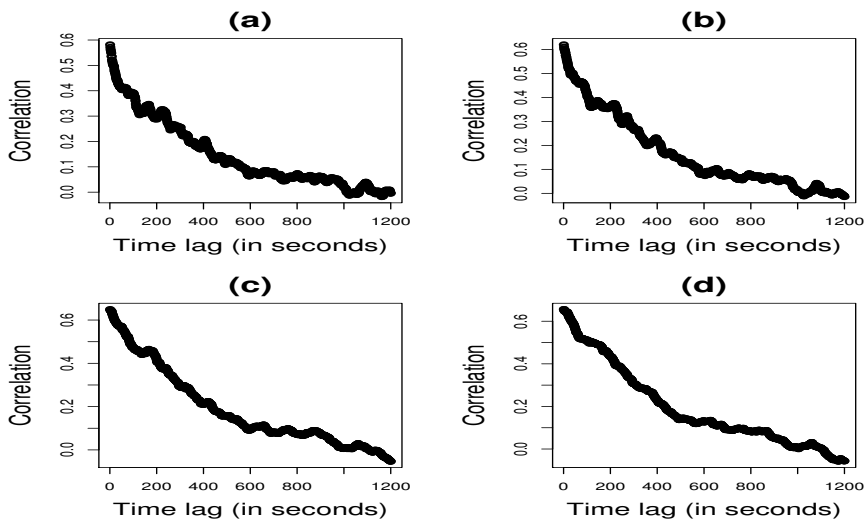 (a)
Correlation
0.0 0.1 0.2 0.3 0.4 0.5 0.6
0 200 400 600 800 1200
Time lag (in seconds)
(b)
Correlation
0.0 0.1 0.2 0.3 0.4 0.5 0.6
0 200 400 600 800 1200
Time lag (in seconds)
(c)
Correlation
0.0 0.2 0.4 0.6
0 200 400 600 800 1200
Time lag (in seconds)
(d)
Correlation
0.0 0.2 0.4 0.6
0 200 400 600 800 1200
Time lag (in seconds)